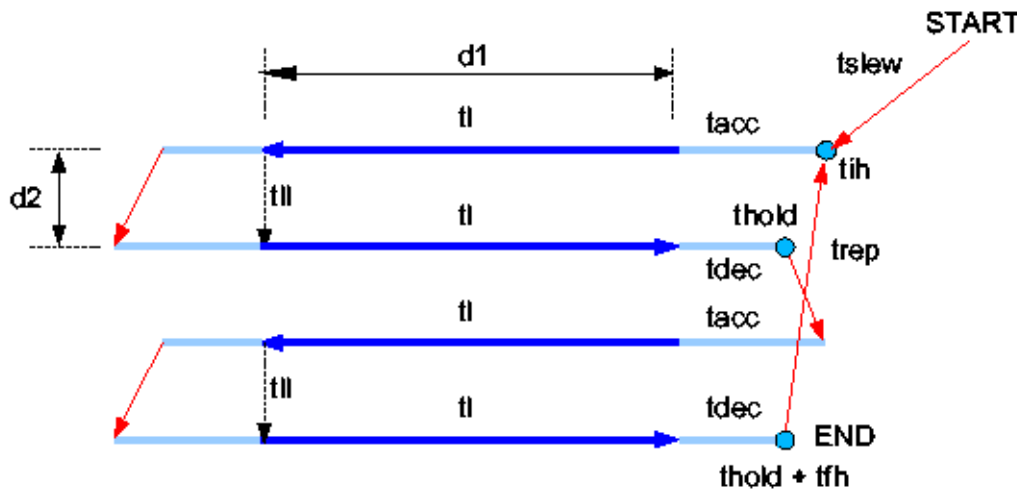 START
tslew
d1
tl
tacc
tih
d2
tll
tl
thold
tdec
trep
tl
tacc
tll
tl
tdec
END
thold + tfh